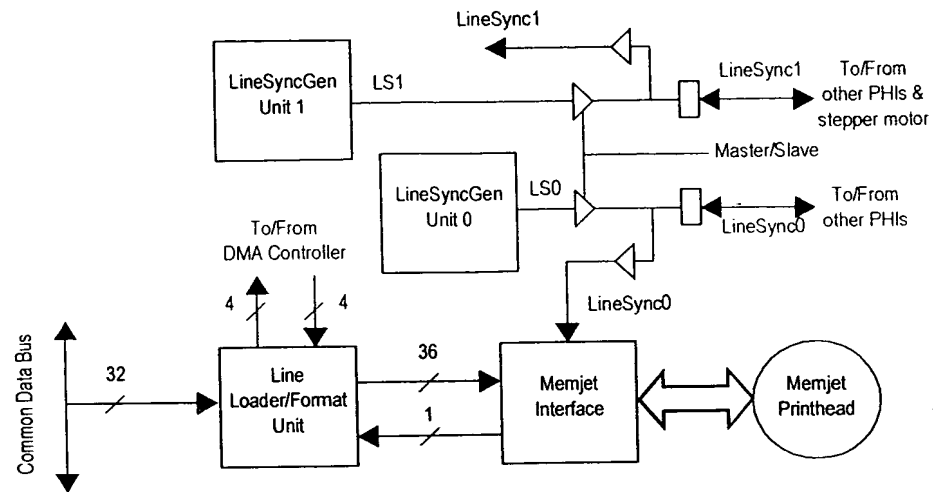 LineSync1
LineSyncGen
Unit 1
LS1
LineSync1
To/From
other PHIs &
stepper motor
Master/Slave
LineSyncGen
Unit 0
LS0
LineSync0
To/From
other PHIs
To/From
DMA Controller
4
4
LineSync0
Common Data Bus
32
Line
Loader/Format
Unit
36
1
Memjet
Interface
Memjet
Printhead